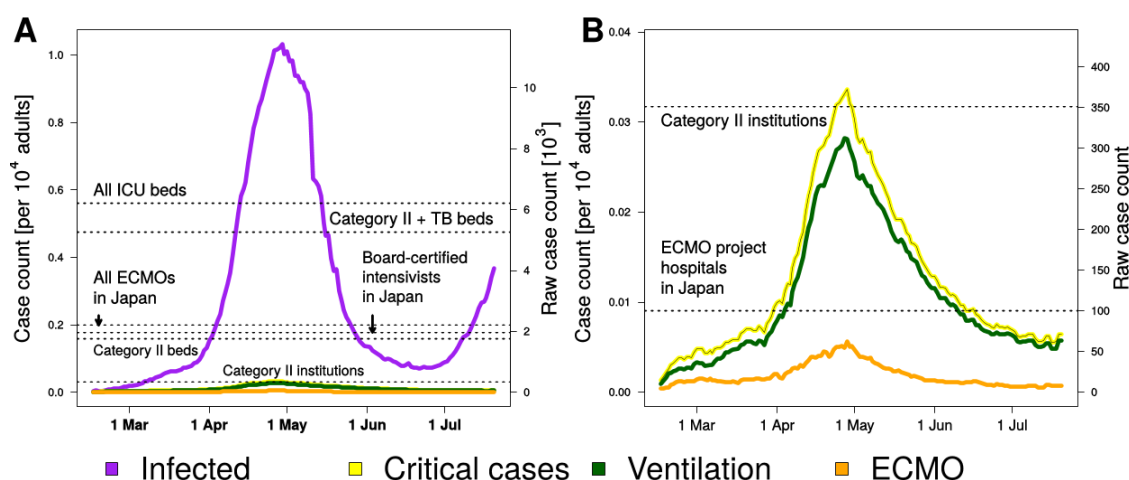 A
Case count [per 10⁴ adults]
1.0
0.8
0.6
0.4
0.2
0.0
All ICU beds
Category II + TB beds
All ECMOs
in Japan
Board-certified
intensivists
in Japan
Category II beds
Category II institutions
10
8
6
4
2
0
Raw case count [10³]
1 Mar
1 Apr
1 May
1 Jun
1 Jul
B
Case count [per 10⁴ adults]
0.04
0.03
0.02
0.01
0.00
Category II institutions
ECMO project
hospitals
in Japan
400
350
300
250
200
150
100
50
0
Raw case count
1 Mar
1 Apr
1 May
1 Jun
1 Jul
Infected
Critical cases
Ventilation
ECMO